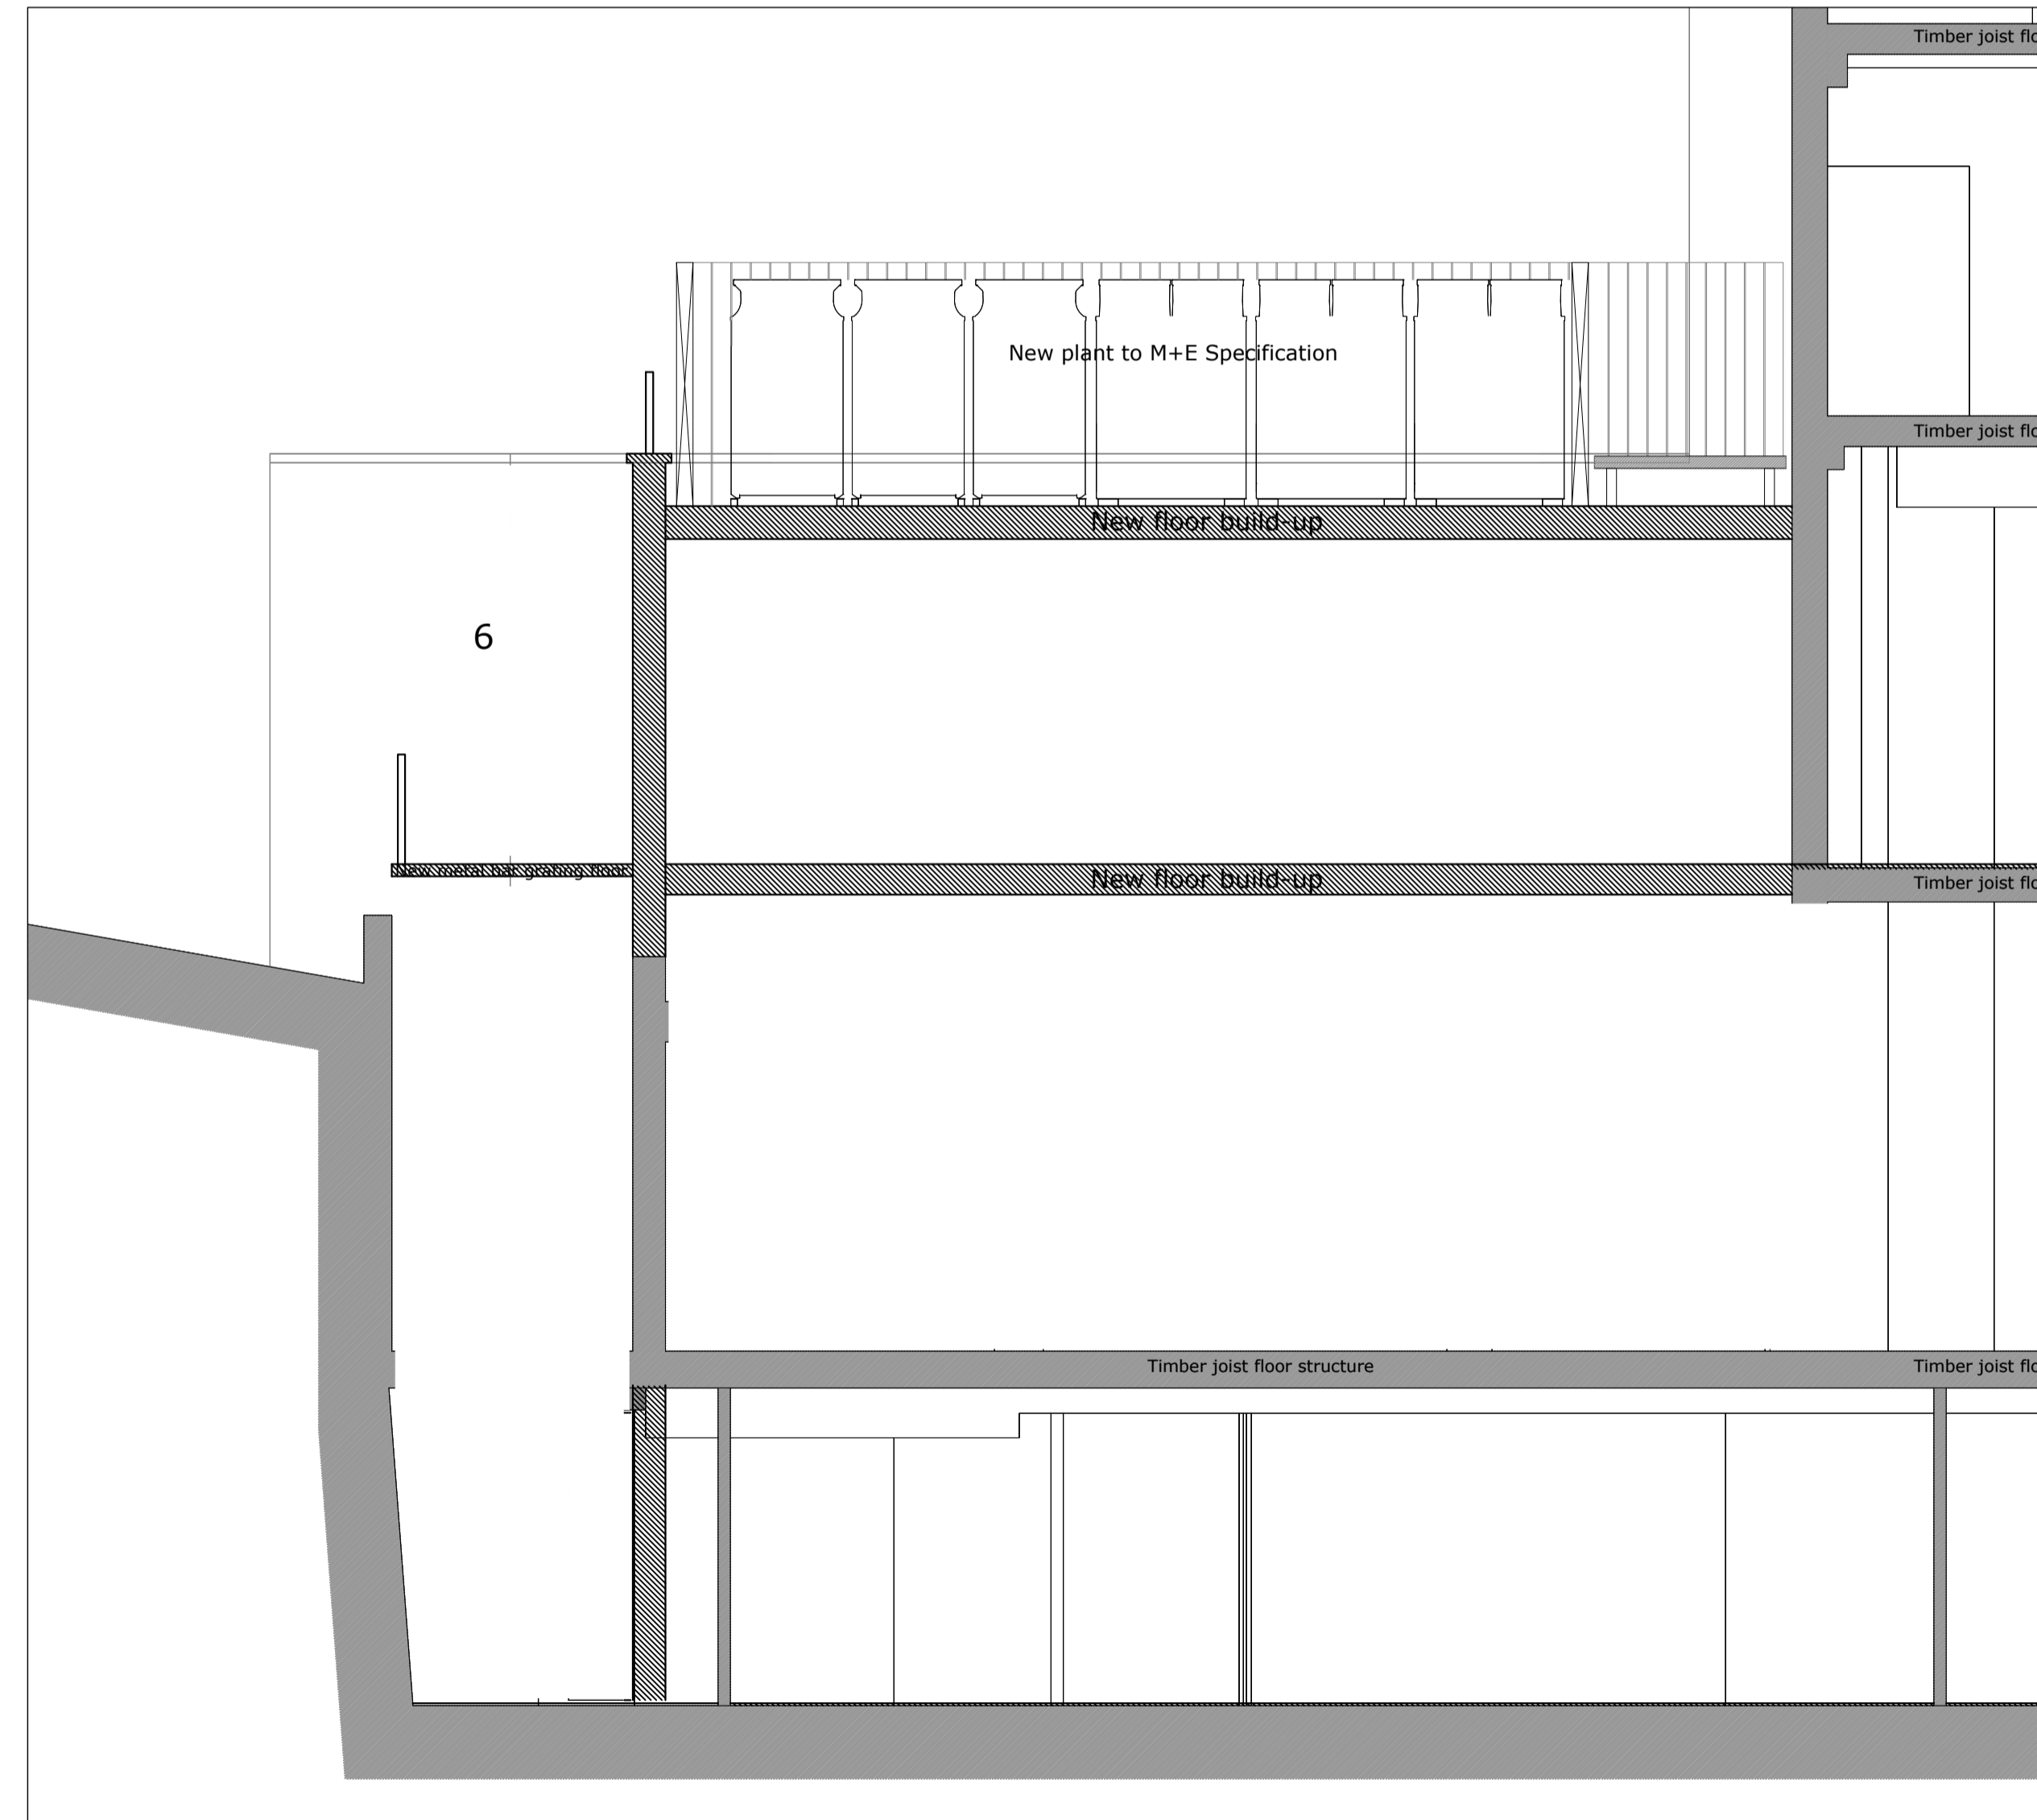 Timber joist flo
New plant to M+E Specification
Timber joist flo
New floor build-up
6
New metal bar grating floor
New floor build-up
Timber joist flo
Timber joist floor structure
Timber joist flo